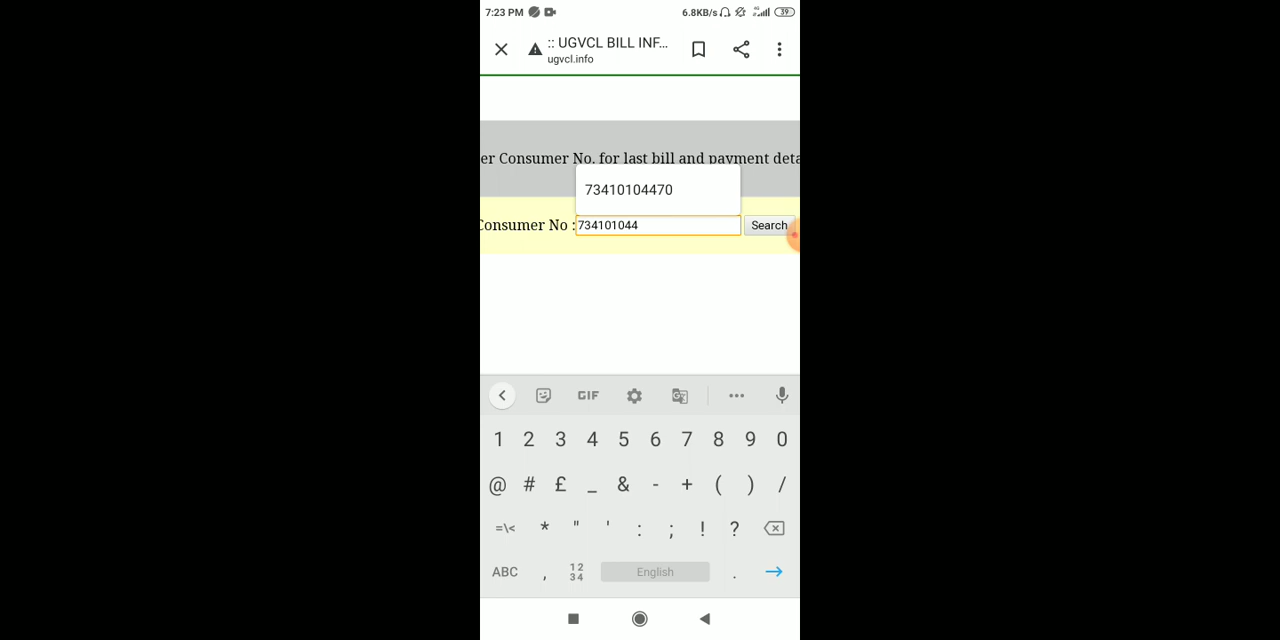 7:23 PM 6.8KB/s 4G 39
:: UGVCL BILL INF...
ugvcl.info
er Consumer No. for last bill and payment deta
73410104470
Consumer No : 734101044 Search
GIF
1 2 3 4 5 6 7 8 9 0
@ # £ _ & - + ( ) /
=\< * " ' : ; ! ?
ABC , 12 34 English .